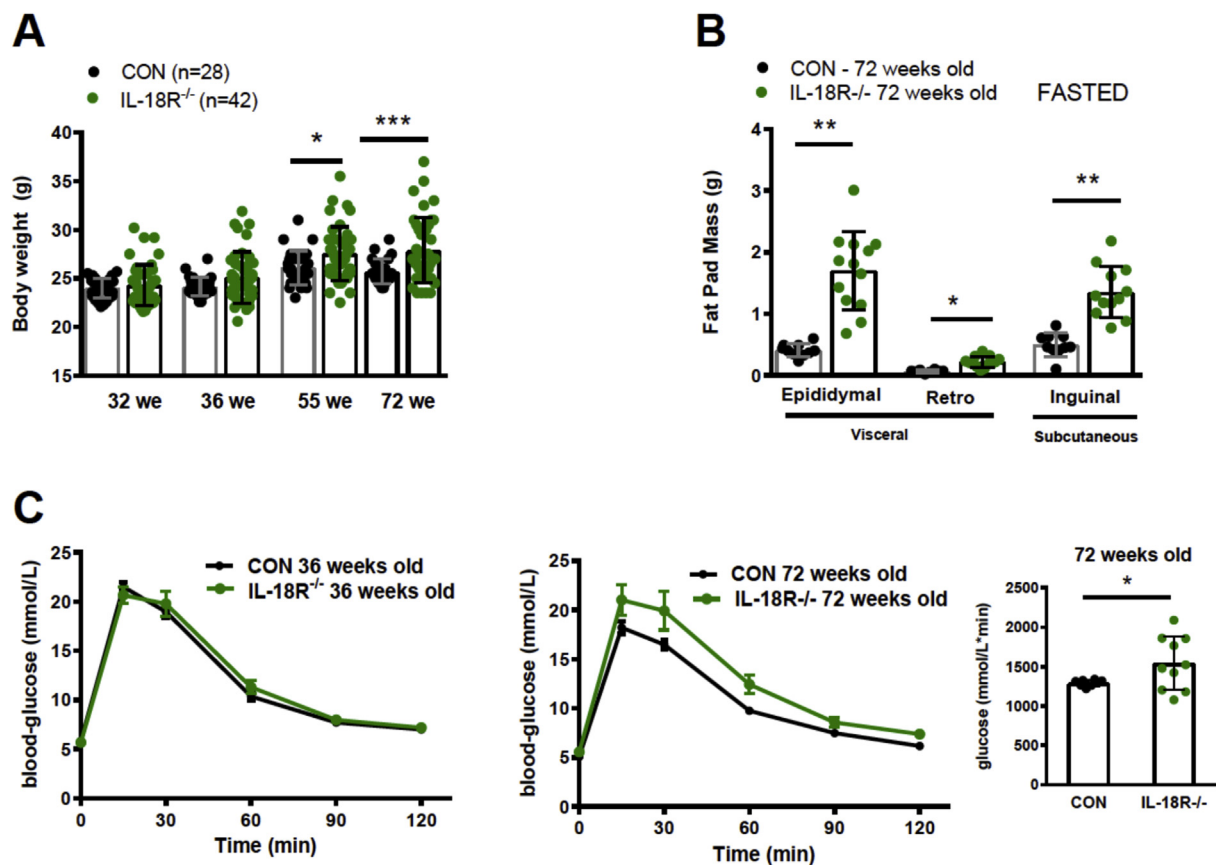 A
CON (n=28)
IL-18R-/- (n=42)
Body weight (g)
40
35
30
25
20
15
*
***
32 we 36 we 55 we 72 we
B
CON - 72 weeks old
IL-18R-/- 72 weeks old
FASTED
Fat Pad Mass (g)
4
3
2
1
0
**
*
**
Epididymal Retro Inguinal
Visceral Subcutaneous
C
CON 36 weeks old
IL-18R-/- 36 weeks old
blood-glucose (mmol/L)
25
20
15
10
5
0
0 30 60 90 120
Time (min)
CON 72 weeks old
IL-18R-/- 72 weeks old
blood-glucose (mmol/L)
25
20
15
10
5
0
0 30 60 90 120
Time (min)
72 weeks old
*
glucose (mmol/L*min)
2500
2000
1500
1000
500
0
CON IL-18R-/-